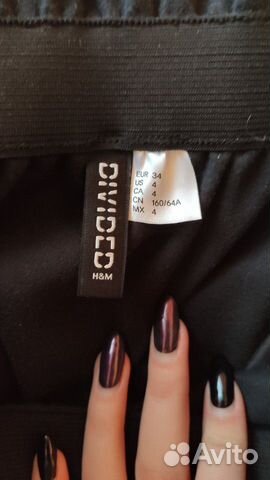 DIVIDED
H&M
EUR 34
US 4
CA 4
CN 160/64A
MX 4
Avito